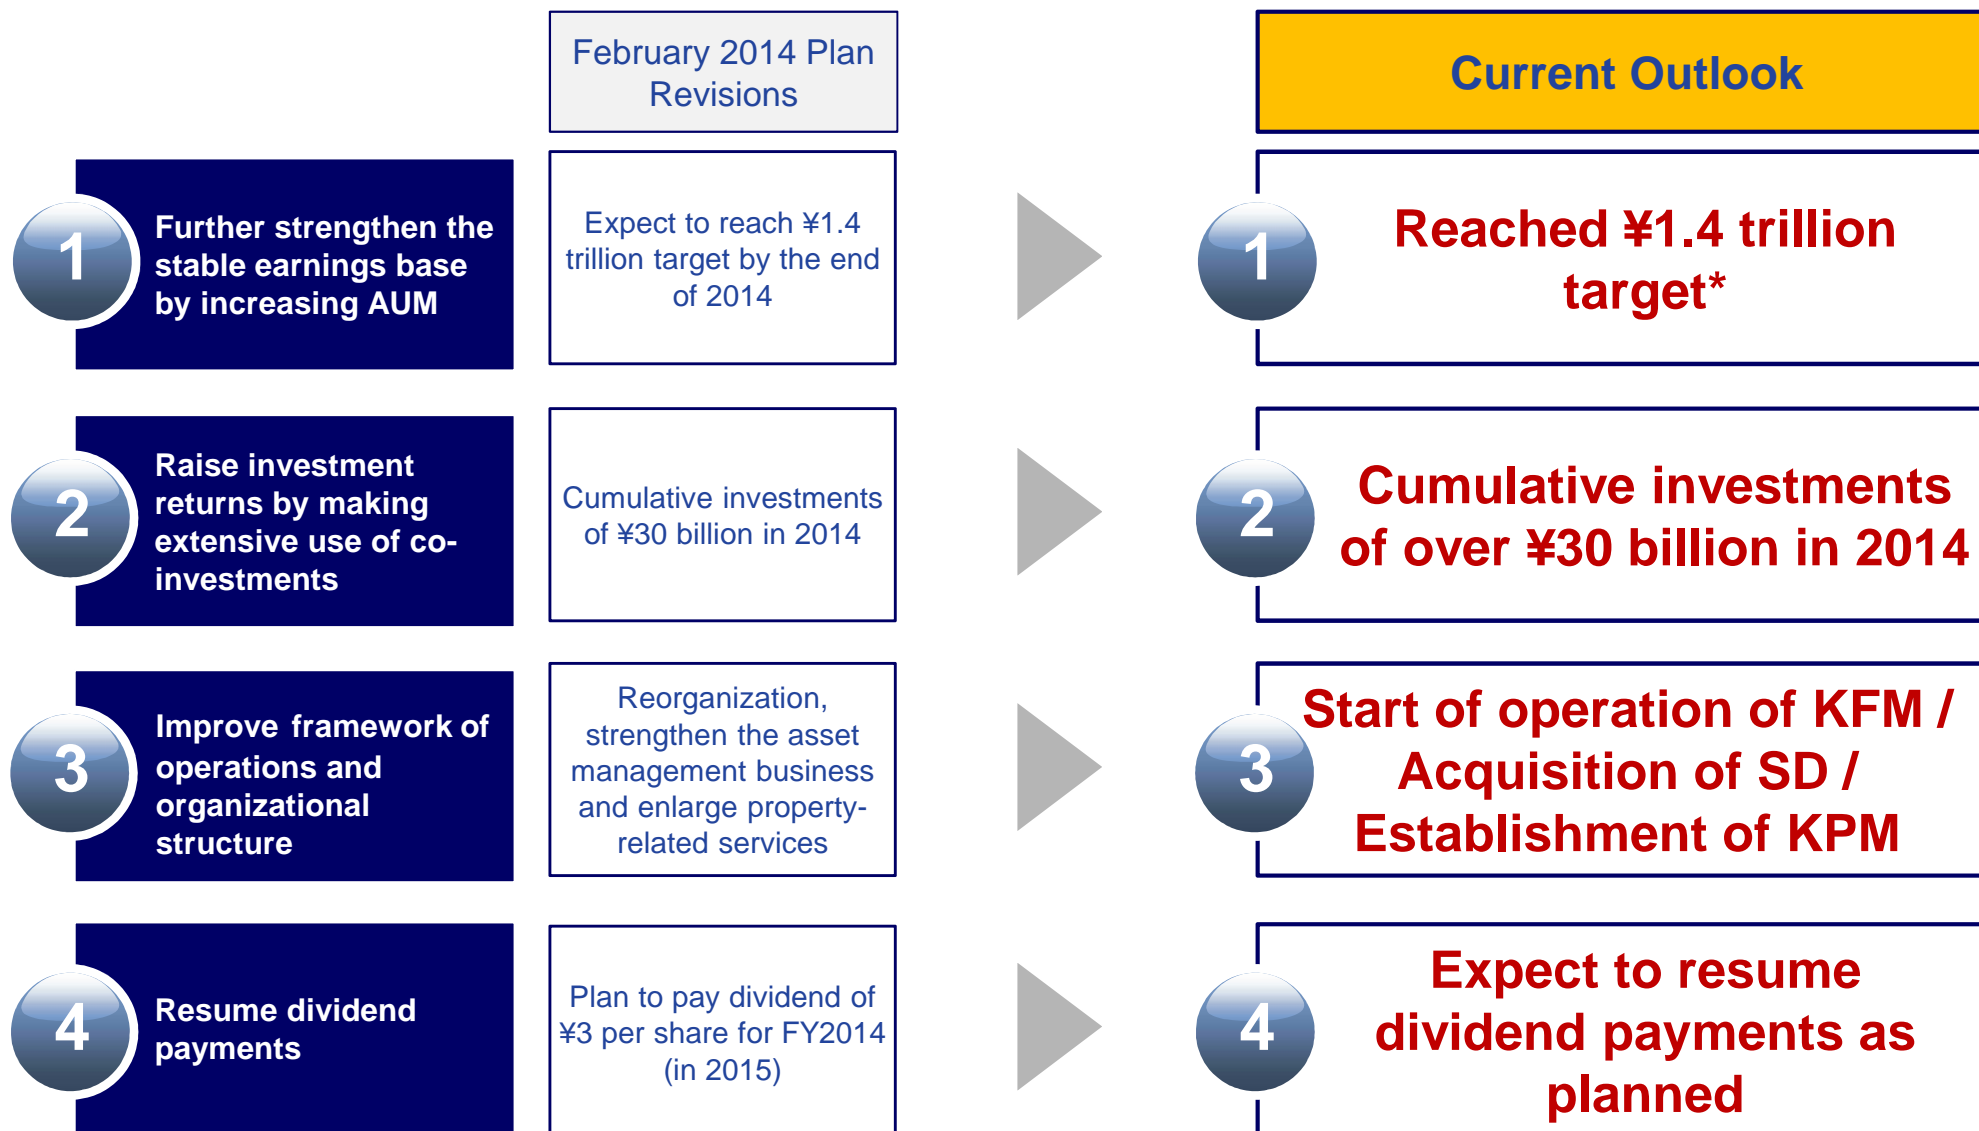 February 2014 Plan
Revisions
Current Outlook
1
Further strengthen the
stable earnings base
by increasing AUM
Expect to reach ¥1.4
trillion target by the end
of 2014
1
Reached ¥1.4 trillion
target*
2
Raise investment
returns by making
extensive use of co-
investments
Cumulative investments
of ¥30 billion in 2014
2
Cumulative investments
of over ¥30 billion in 2014
3
Improve framework of
operations and
organizational
structure
Reorganization,
strengthen the asset
management business
and enlarge property-
related services
3
Start of operation of KFM /
Acquisition of SD /
Establishment of KPM
4
Resume dividend
payments
Plan to pay dividend of
¥3 per share for FY2014
(in 2015)
4
Expect to resume
dividend payments as
planned